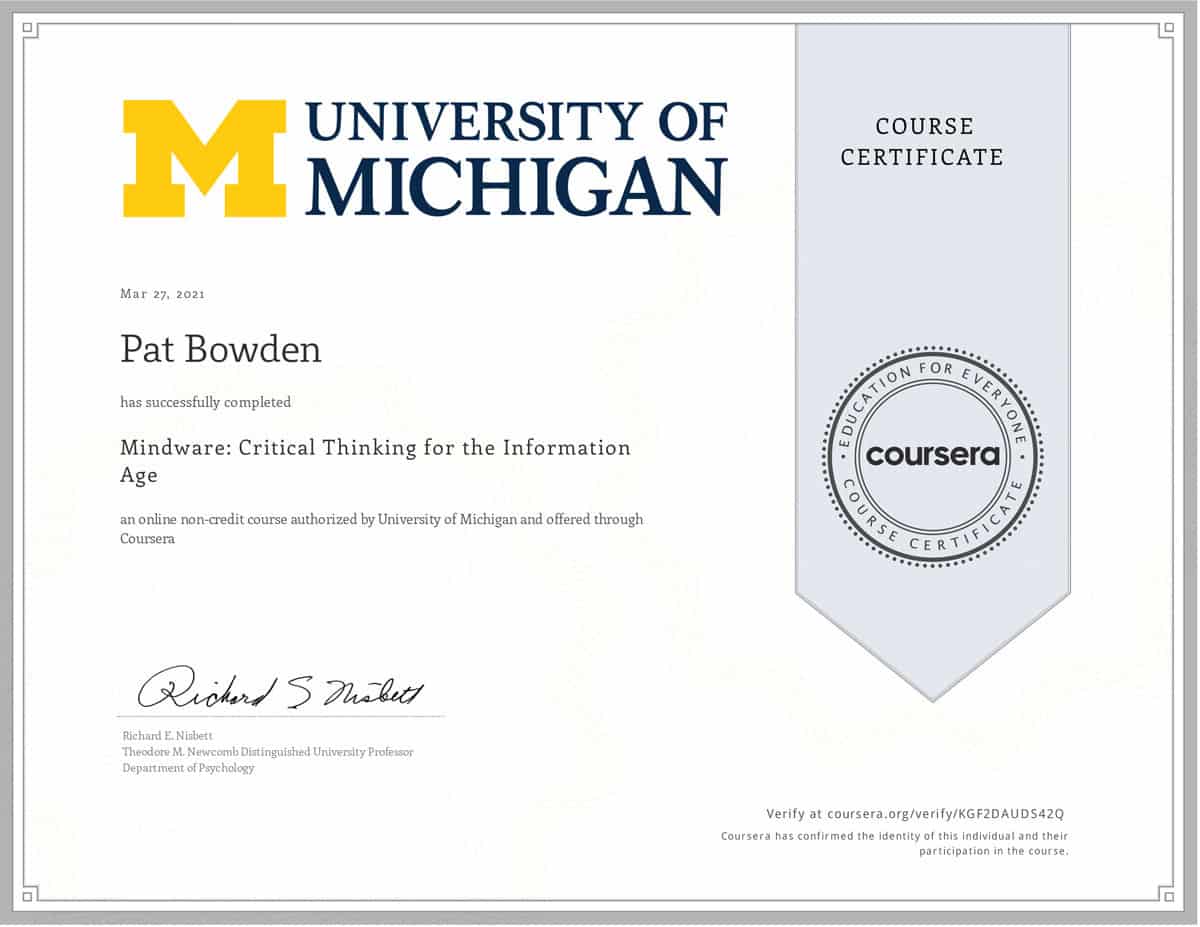 M UNIVERSITY OF
MICHIGAN
COURSE
CERTIFICATE
Mar 27, 2021
Pat Bowden
has successfully completed
Mindware: Critical Thinking for the Information
Age
an online non-credit course authorized by University of Michigan and offered through
Coursera
EDUCATION FOR EVERYONE
coursera
COURSE CERTIFICATE
Richard S Nisbett
Richard E. Nisbett
Theodore M. Newcomb Distinguished University Professor
Department of Psychology
Verify at coursera.org/verify/KGF2DAUDS42Q
Coursera has confirmed the identity of this individual and their
participation in the course.